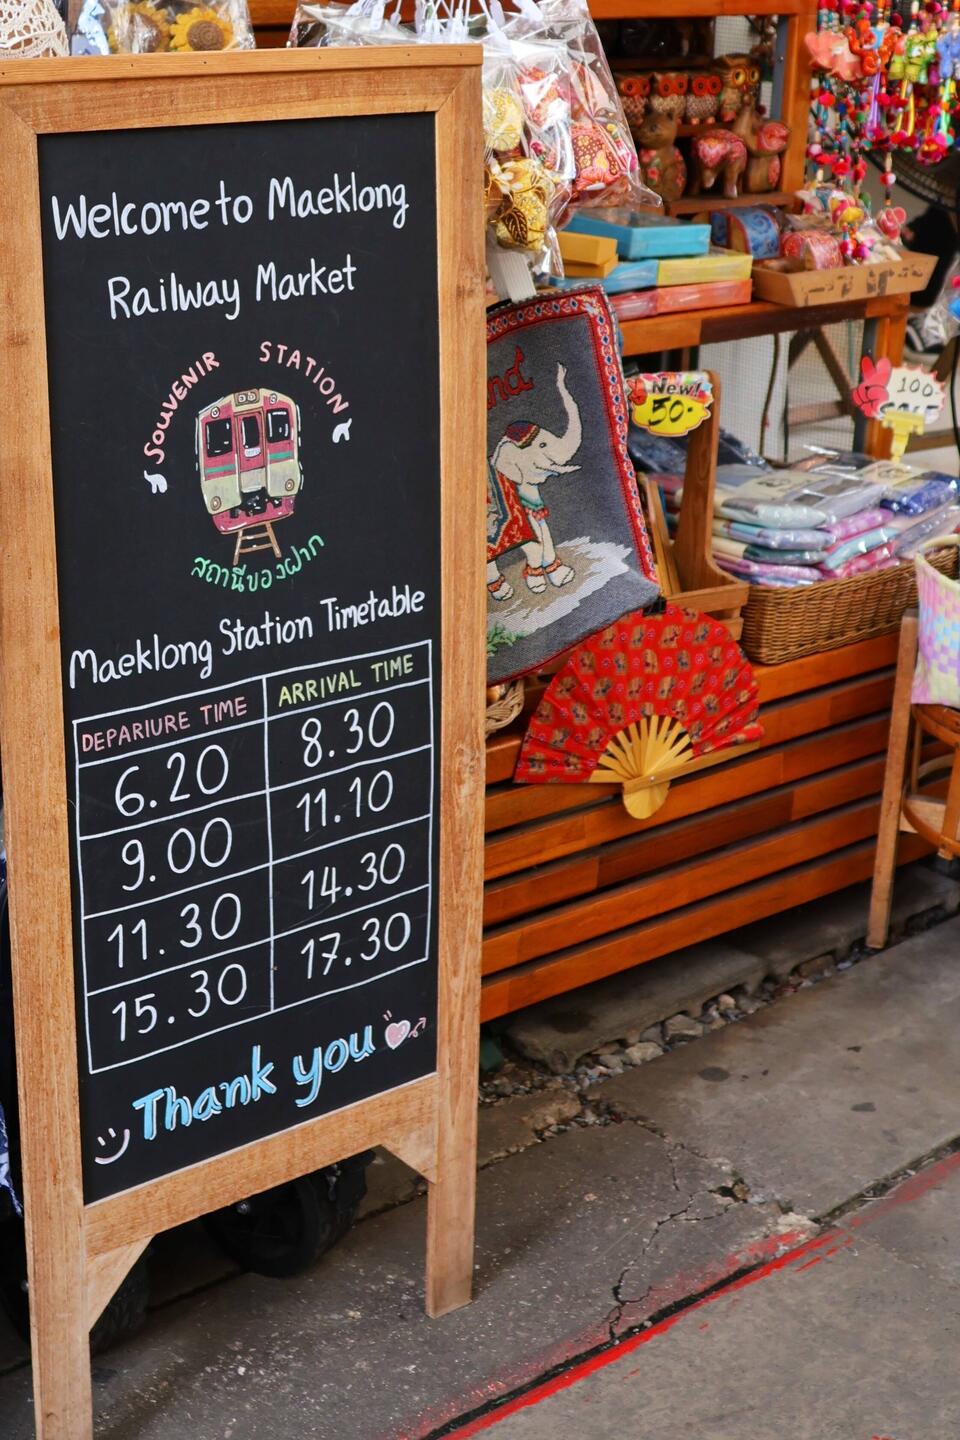 Welcome to Maeklong
Railway Market
SOUVENIR STATION
สถานีของฝาก
Maeklong Station Timetable
DEPARIURE TIME ARRIVAL TIME
6.20 8.30
9.00 11.10
11.30 14.30
15.30 17.30
Thank you
New!
50.-
100.-